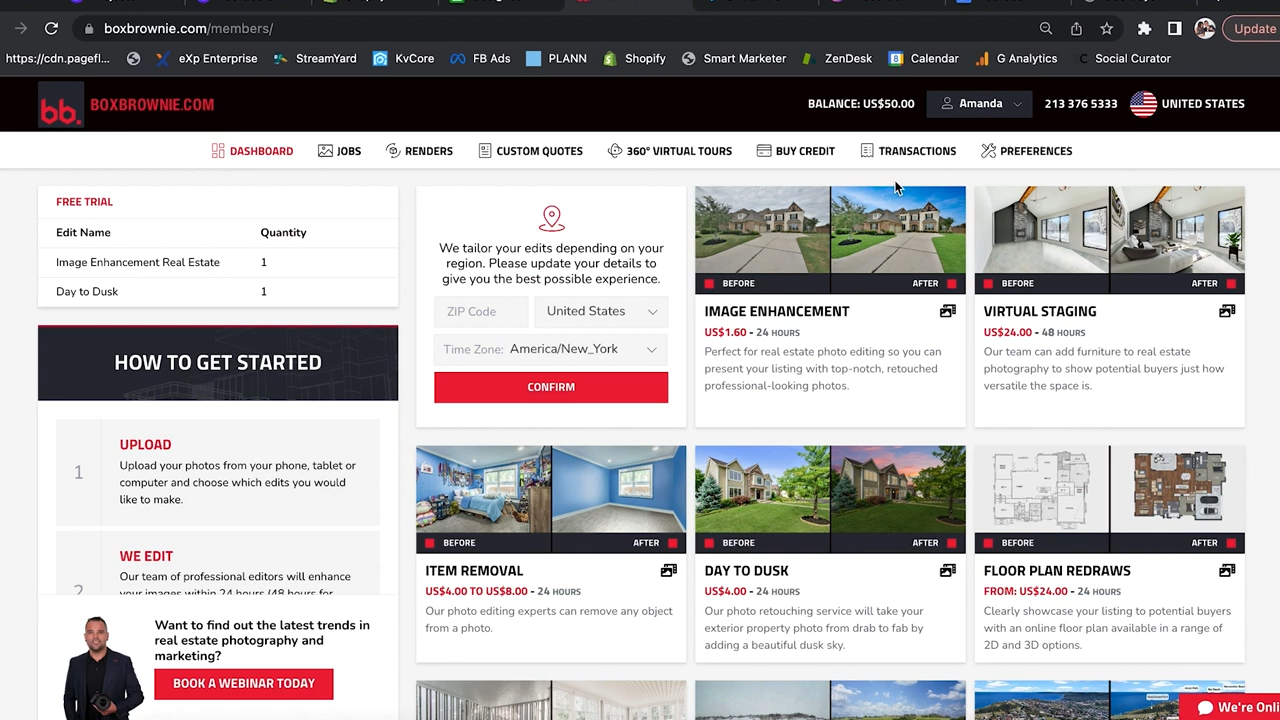 boxbrownie.com/members/
Update
https://cdn.pagefl...
eXp Enterprise
StreamYard
KvCore
FB Ads
PLANN
Shopify
Smart Marketer
ZenDesk
Calendar
G Analytics
Social Curator
bb.
BOXBROWNIE.COM
BALANCE: US$50.00
Amanda
213 376 5333
UNITED STATES
DASHBOARD
JOBS
RENDERS
CUSTOM QUOTES
360° VIRTUAL TOURS
BUY CREDIT
TRANSACTIONS
PREFERENCES
FREE TRIAL
Edit Name Quantity
Image Enhancement Real Estate 1
Day to Dusk 1
HOW TO GET STARTED
1
UPLOAD
Upload your photos from your phone, tablet or
computer and choose which edits you would
like to make.
2
WE EDIT
Our team of professional editors will enhance
your images within 24 hours (48 hours for
Want to find out the latest trends in
real estate photography and
marketing?
BOOK A WEBINAR TODAY
We tailor your edits depending on your
region. Please update your details to
give you the best possible experience.
ZIP Code
United States
Time Zone: America/New_York
CONFIRM
BEFORE AFTER
IMAGE ENHANCEMENT
US$1.60 - 24 HOURS
Perfect for real estate photo editing so you can
present your listing with top-notch, retouched
professional-looking photos.
BEFORE AFTER
VIRTUAL STAGING
US$24.00 - 48 HOURS
Our team can add furniture to real estate
photography to show potential buyers just how
versatile the space is.
BEFORE AFTER
ITEM REMOVAL
US$4.00 TO US$8.00 - 24 HOURS
Our photo editing experts can remove any object
from a photo.
BEFORE AFTER
DAY TO DUSK
US$4.00 - 24 HOURS
Our photo retouching service will take your
exterior property photo from drab to fab by
adding a beautiful dusk sky.
BEFORE AFTER
FLOOR PLAN REDRAWS
FROM: US$24.00 - 24 HOURS
Clearly showcase your listing to potential buyers
with an online floor plan available in a range of
2D and 3D options.
We're Onli